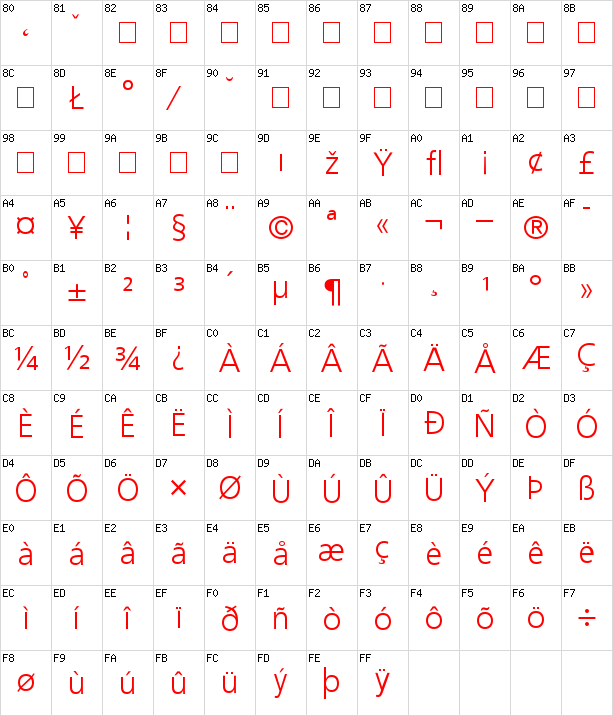 80 81 82 83 84 85 86 87 88 89 8A 8B
˛ ˇ
8C 8D 8E 8F 90 91 92 93 94 95 96 97
Ł ° ⁄ ˘
98 99 9A 9B 9C 9D 9E 9F A0 A1 A2 A3
ı ž Ÿ fl ¡ ¢ £
A4 A5 A6 A7 A8 A9 AA AB AC AD AE AF
¤ ¥ ¦ § ¨ © ª « ¬ − ® ¯
B0 B1 B2 B3 B4 B5 B6 B7 B8 B9 BA BB
˚ ± ² ³ ´ µ ¶ · ¸ ¹ ° »
BC BD BE BF C0 C1 C2 C3 C4 C5 C6 C7
¼ ½ ¾ ¿ À Á Â Ã Ä Å Æ Ç
C8 C9 CA CB CC CD CE CF D0 D1 D2 D3
È É Ê Ë Ì Í Î Ï Ð Ñ Ò Ó
D4 D5 D6 D7 D8 D9 DA DB DC DD DE DF
Ô Õ Ö × Ø Ù Ú Û Ü Ý Þ ß
E0 E1 E2 E3 E4 E5 E6 E7 E8 E9 EA EB
à á â ã ä å æ ç è é ê ë
EC ED EE EF F0 F1 F2 F3 F4 F5 F6 F7
ì í î ï ð ñ ò ó ô õ ö ÷
F8 F9 FA FB FC FD FE FF
ø ù ú û ü ý þ ÿ